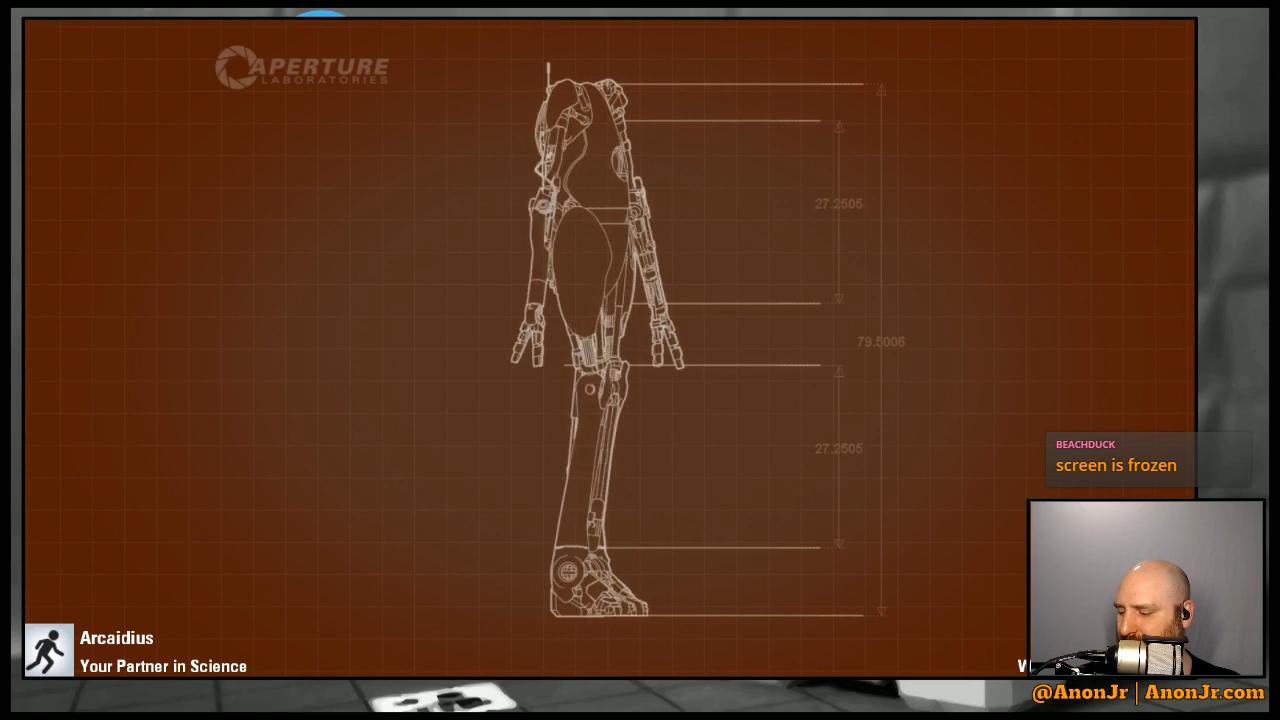 APERTURE
LABORATORIES
27.2505
79.5006
27.2505
BEACHDUCK
screen is frozen
Arcaidius
Your Partner in Science
@AnonJr | AnonJr.com